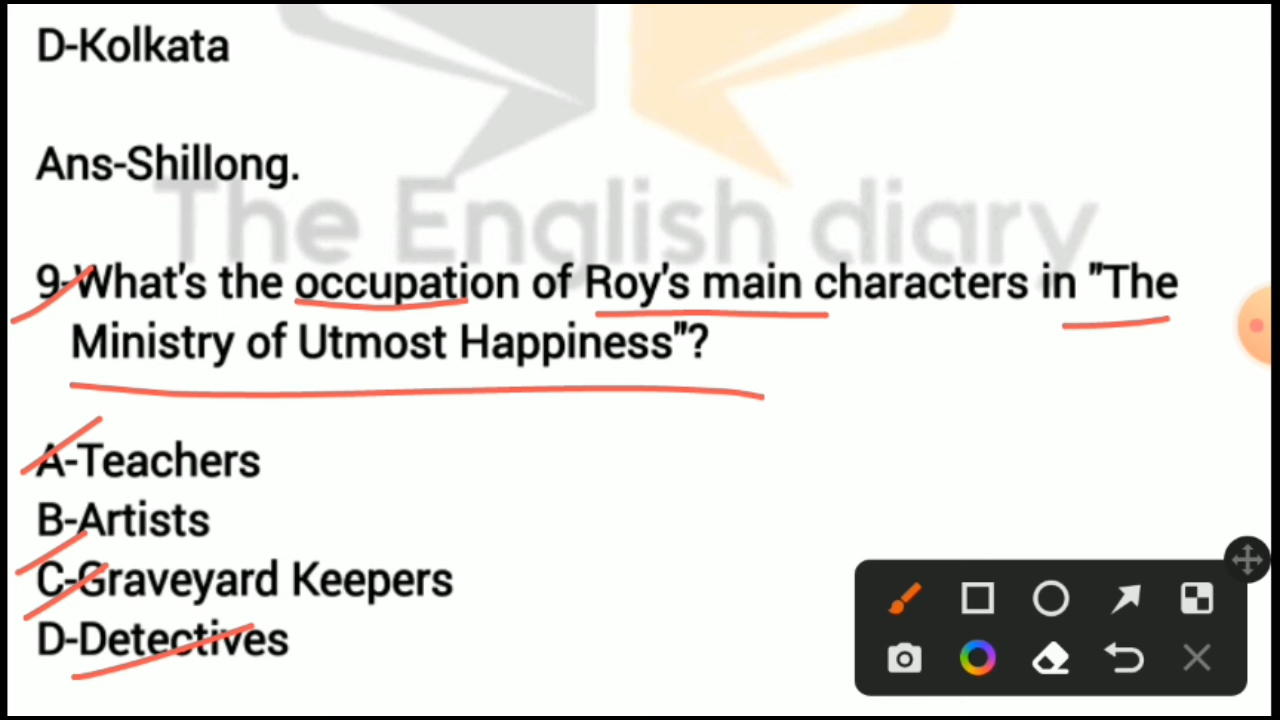 D-Kolkata
Ans-Shillong.
The English diary
9-What's the occupation of Roy's main characters in "The
Ministry of Utmost Happiness"?
A-Teachers
B-Artists
C-Graveyard Keepers
D-Detectives